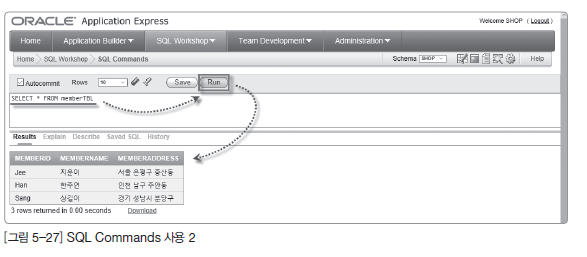 ORACLE Application Express
Welcome SHOP (Logout)
Home Application Builder SQL Workshop Team Development Administration
Home SQL Workshop SQL Commands Schema SHOP Help
Autocommit Rows 10 Save Run
SELECT * FROM memberTBL
Results Explain Describe Saved SQL History
MEMBERID MEMBERNAME MEMBERADDRESS
Jee 지운이 서울 은평구 증산동
Han 한주연 인천 남구 주안동
Sang 상길이 경기 성남시 분당구
3 rows returned in 0.00 seconds Download
[그림 5-27] SQL Commands 사용 2